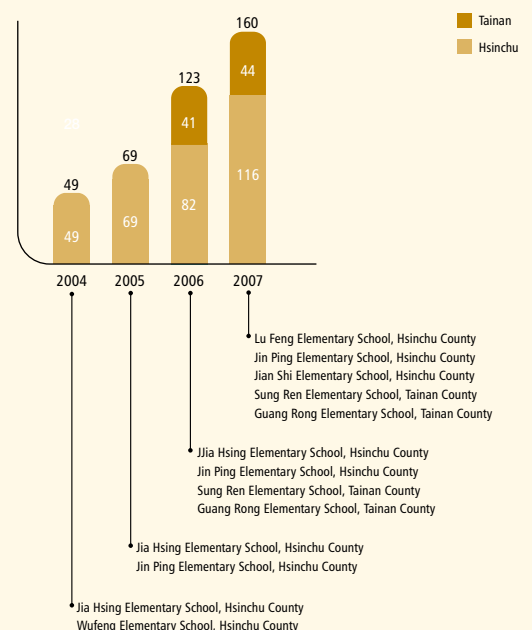 160
Tainan
Hsinchu
123
44
41
69
49
116
82
69
49
2004 2005 2006 2007
Lu Feng Elementary School, Hsinchu County
Jin Ping Elementary School, Hsinchu County
Jian Shi Elementary School, Hsinchu County
Sung Ren Elementary School, Tainan County
Guang Rong Elementary School, Tainan County
JJia Hsing Elementary School, Hsinchu County
Jin Ping Elementary School, Hsinchu County
Sung Ren Elementary School, Tainan County
Guang Rong Elementary School, Tainan County
Jia Hsing Elementary School, Hsinchu County
Jin Ping Elementary School, Hsinchu County
Jia Hsing Elementary School, Hsinchu County
Wufeng Elementary School, Hsinchu County